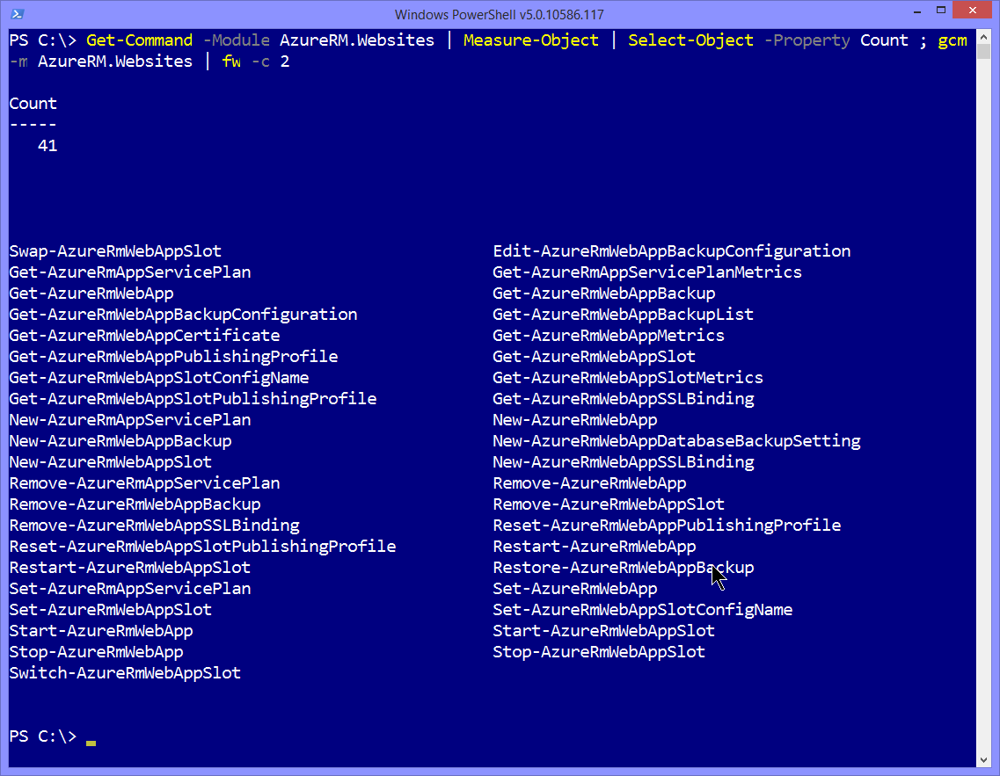 Windows PowerShell v5.0.10586.117
PS C:\> Get-Command -Module AzureRM.Websites | Measure-Object | Select-Object -Property Count ; gcm
-m AzureRM.Websites | fw -c 2
Count
-----
41
Swap-AzureRmWebAppSlot Edit-AzureRmWebAppBackupConfiguration
Get-AzureRmAppServicePlan Get-AzureRmAppServicePlanMetrics
Get-AzureRmWebApp Get-AzureRmWebAppBackup
Get-AzureRmWebAppBackupConfiguration Get-AzureRmWebAppBackupList
Get-AzureRmWebAppCertificate Get-AzureRmWebAppMetrics
Get-AzureRmWebAppPublishingProfile Get-AzureRmWebAppSlot
Get-AzureRmWebAppSlotConfigName Get-AzureRmWebAppSlotMetrics
Get-AzureRmWebAppSlotPublishingProfile Get-AzureRmWebAppSSLBinding
New-AzureRmAppServicePlan New-AzureRmWebApp
New-AzureRmWebAppBackup New-AzureRmWebAppDatabaseBackupSetting
New-AzureRmWebAppSlot New-AzureRmWebAppSSLBinding
Remove-AzureRmAppServicePlan Remove-AzureRmWebApp
Remove-AzureRmWebAppBackup Remove-AzureRmWebAppSlot
Remove-AzureRmWebAppSSLBinding Reset-AzureRmWebAppPublishingProfile
Reset-AzureRmWebAppSlotPublishingProfile Restart-AzureRmWebApp
Restart-AzureRmWebAppSlot Restore-AzureRmWebAppBackup
Set-AzureRmAppServicePlan Set-AzureRmWebApp
Set-AzureRmWebAppSlot Set-AzureRmWebAppSlotConfigName
Start-AzureRmWebApp Start-AzureRmWebAppSlot
Stop-AzureRmWebApp Stop-AzureRmWebAppSlot
Switch-AzureRmWebAppSlot
PS C:\>